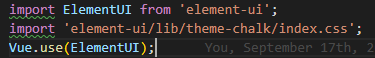 import ElementUI from 'element-ui';
import 'element-ui/lib/theme-chalk/index.css';
Vue.use(ElementUI); You, September 17th, 2